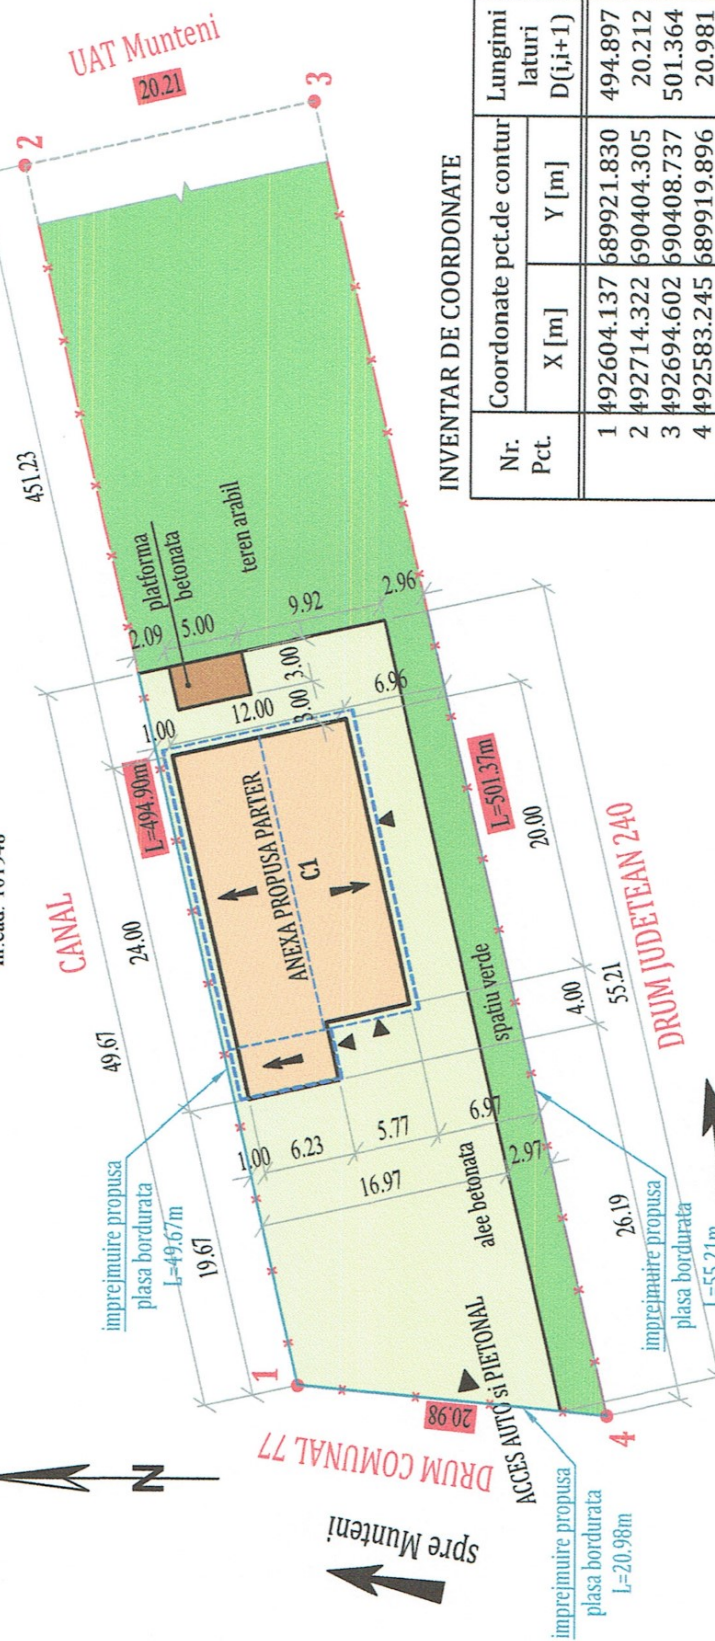 UAT Munteni
20.21
2
3
451.23
platforma
betonata
teren arabil
2.09
5.00
9.92
2.96
3.00
3.00
6.96
1.00
12.00
L=494.90m
CANAL
24.00
49.67
ANEXA PROPUSA PARTER
C1
L=501.37m
20.00
DRUM JUDETEAN 240
spatiu verde
4.00
55.21
imprejmuire propusa
plasa bordurata
L=49.67m
19.67
1.00
6.23
5.77
6.97
16.97
2.97
alee betonata
26.19
imprejmuire propusa
plasa bordurata
L=55.21m
1
ACCES AUTO si PIETONAL
20.98
DRUM COMUNAL 77
4
N
spre Munteni
imprejmuire propusa
plasa bordurata
L=20.98m
INVENTAR DE COORDONATE
Nr. Pct.
Coordonate pct.de contur
X [m]
Y [m]
Lungimi laturi D(i,i+1)
1 492604.137 689921.830 494.897
2 492714.322 690404.305 20.212
3 492694.602 690408.737 501.364
4 492583.245 689919.896 20.981